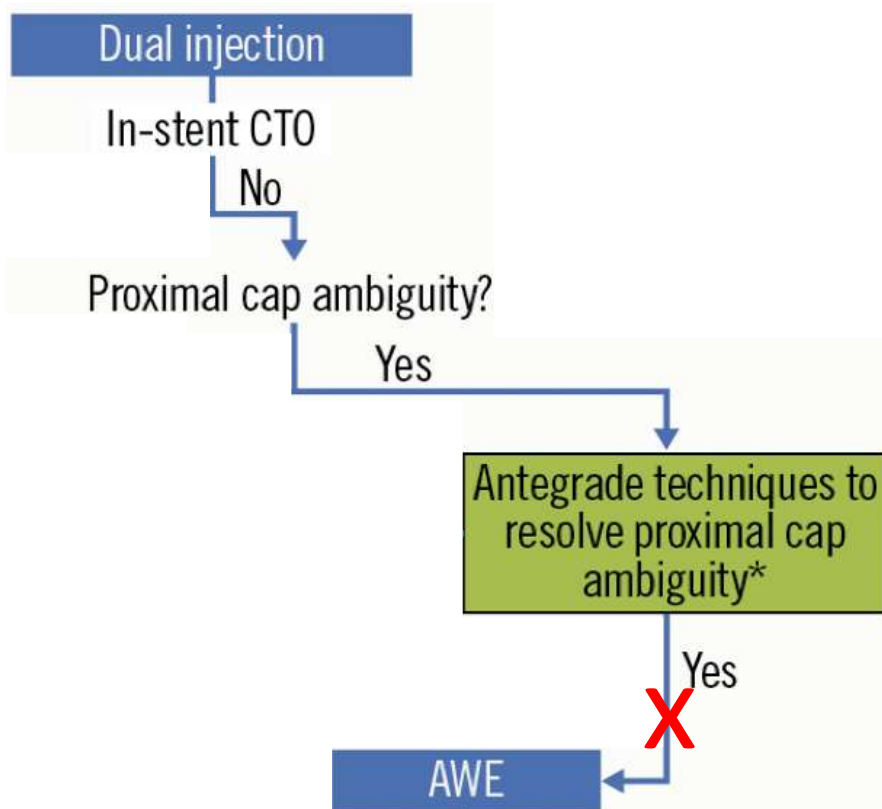 Dual injection
In-stent CTO
No
Proximal cap ambiguity?
Yes
Antegrade techniques to
resolve proximal cap
ambiguity*
Yes
X
AWE